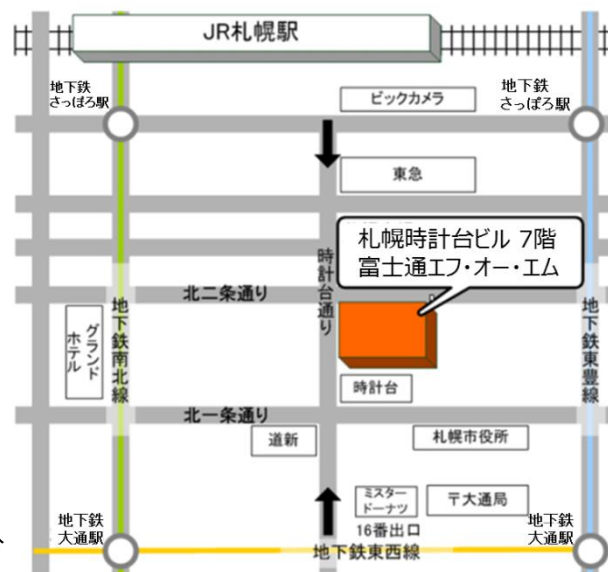 JR札幌駅
地下鉄
さっぽろ駅
ビックカメラ
地下鉄
さっぽろ駅
東急
札幌時計台ビル 7階
富士通エフ・オー・エム
時計台通り
北二条通り
グランド
ホテル
地下鉄南北線
地下鉄東豊線
時計台
北一条通り
道新
札幌市役所
ミスター
ドーナツ
〒大通局
16番出口
地下鉄
大通駅
地下鉄
大通駅
地下鉄東西線